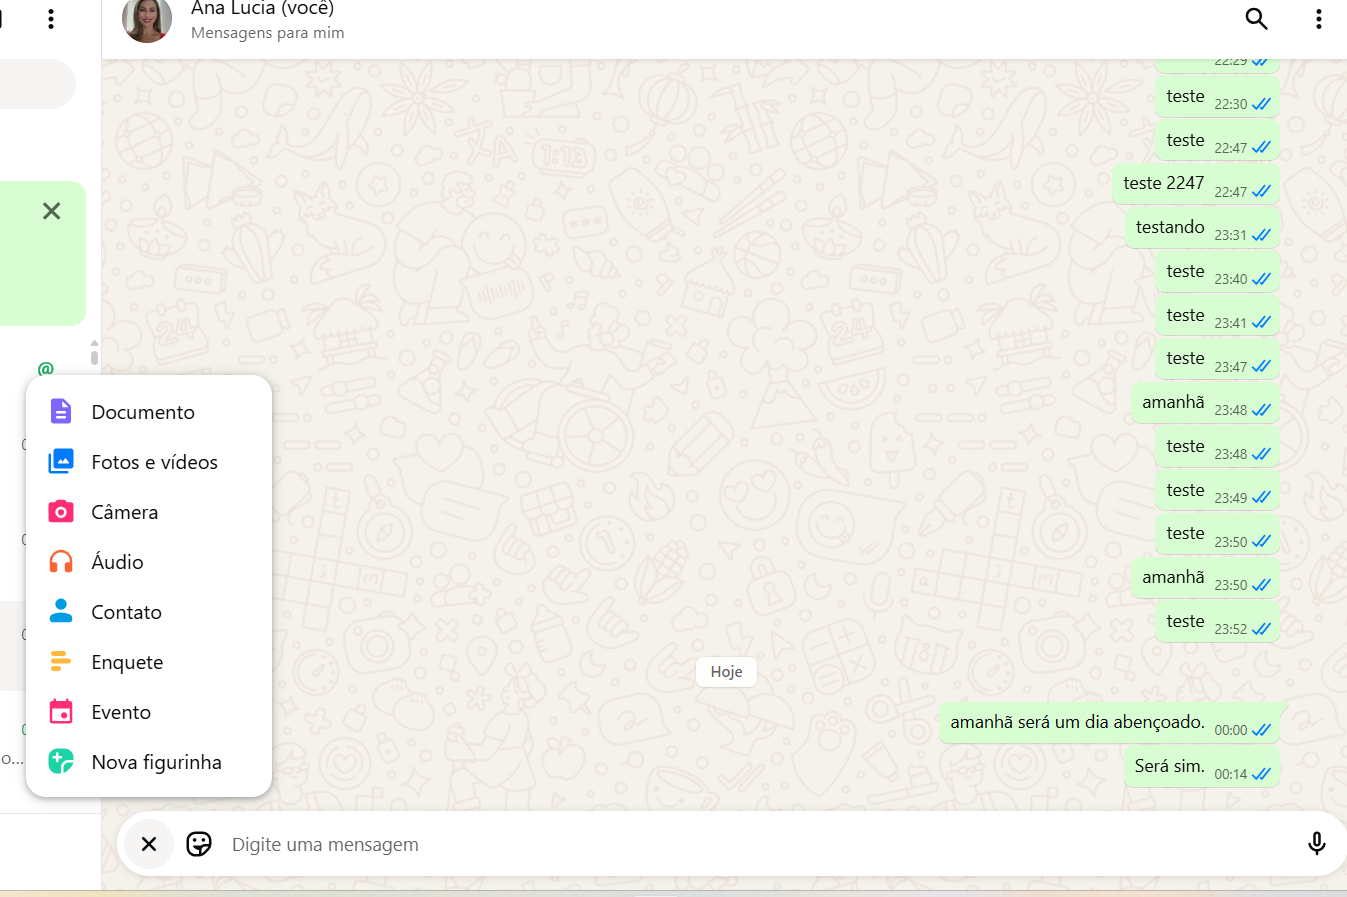 Ana Lucia (você)
Mensagens para mim
22:29
teste 22:30
teste 22:47
teste 2247 22:47
testando 23:31
teste 23:40
teste 23:41
teste 23:47
amanhã 23:48
teste 23:48
teste 23:49
teste 23:50
amanhã 23:50
teste 23:52
Hoje
amanhã será um dia abençoado. 00:00
Será sim. 00:14
@
Documento
Fotos e vídeos
Câmera
Áudio
Contato
Enquete
Evento
Nova figurinha
o...
Digite uma mensagem